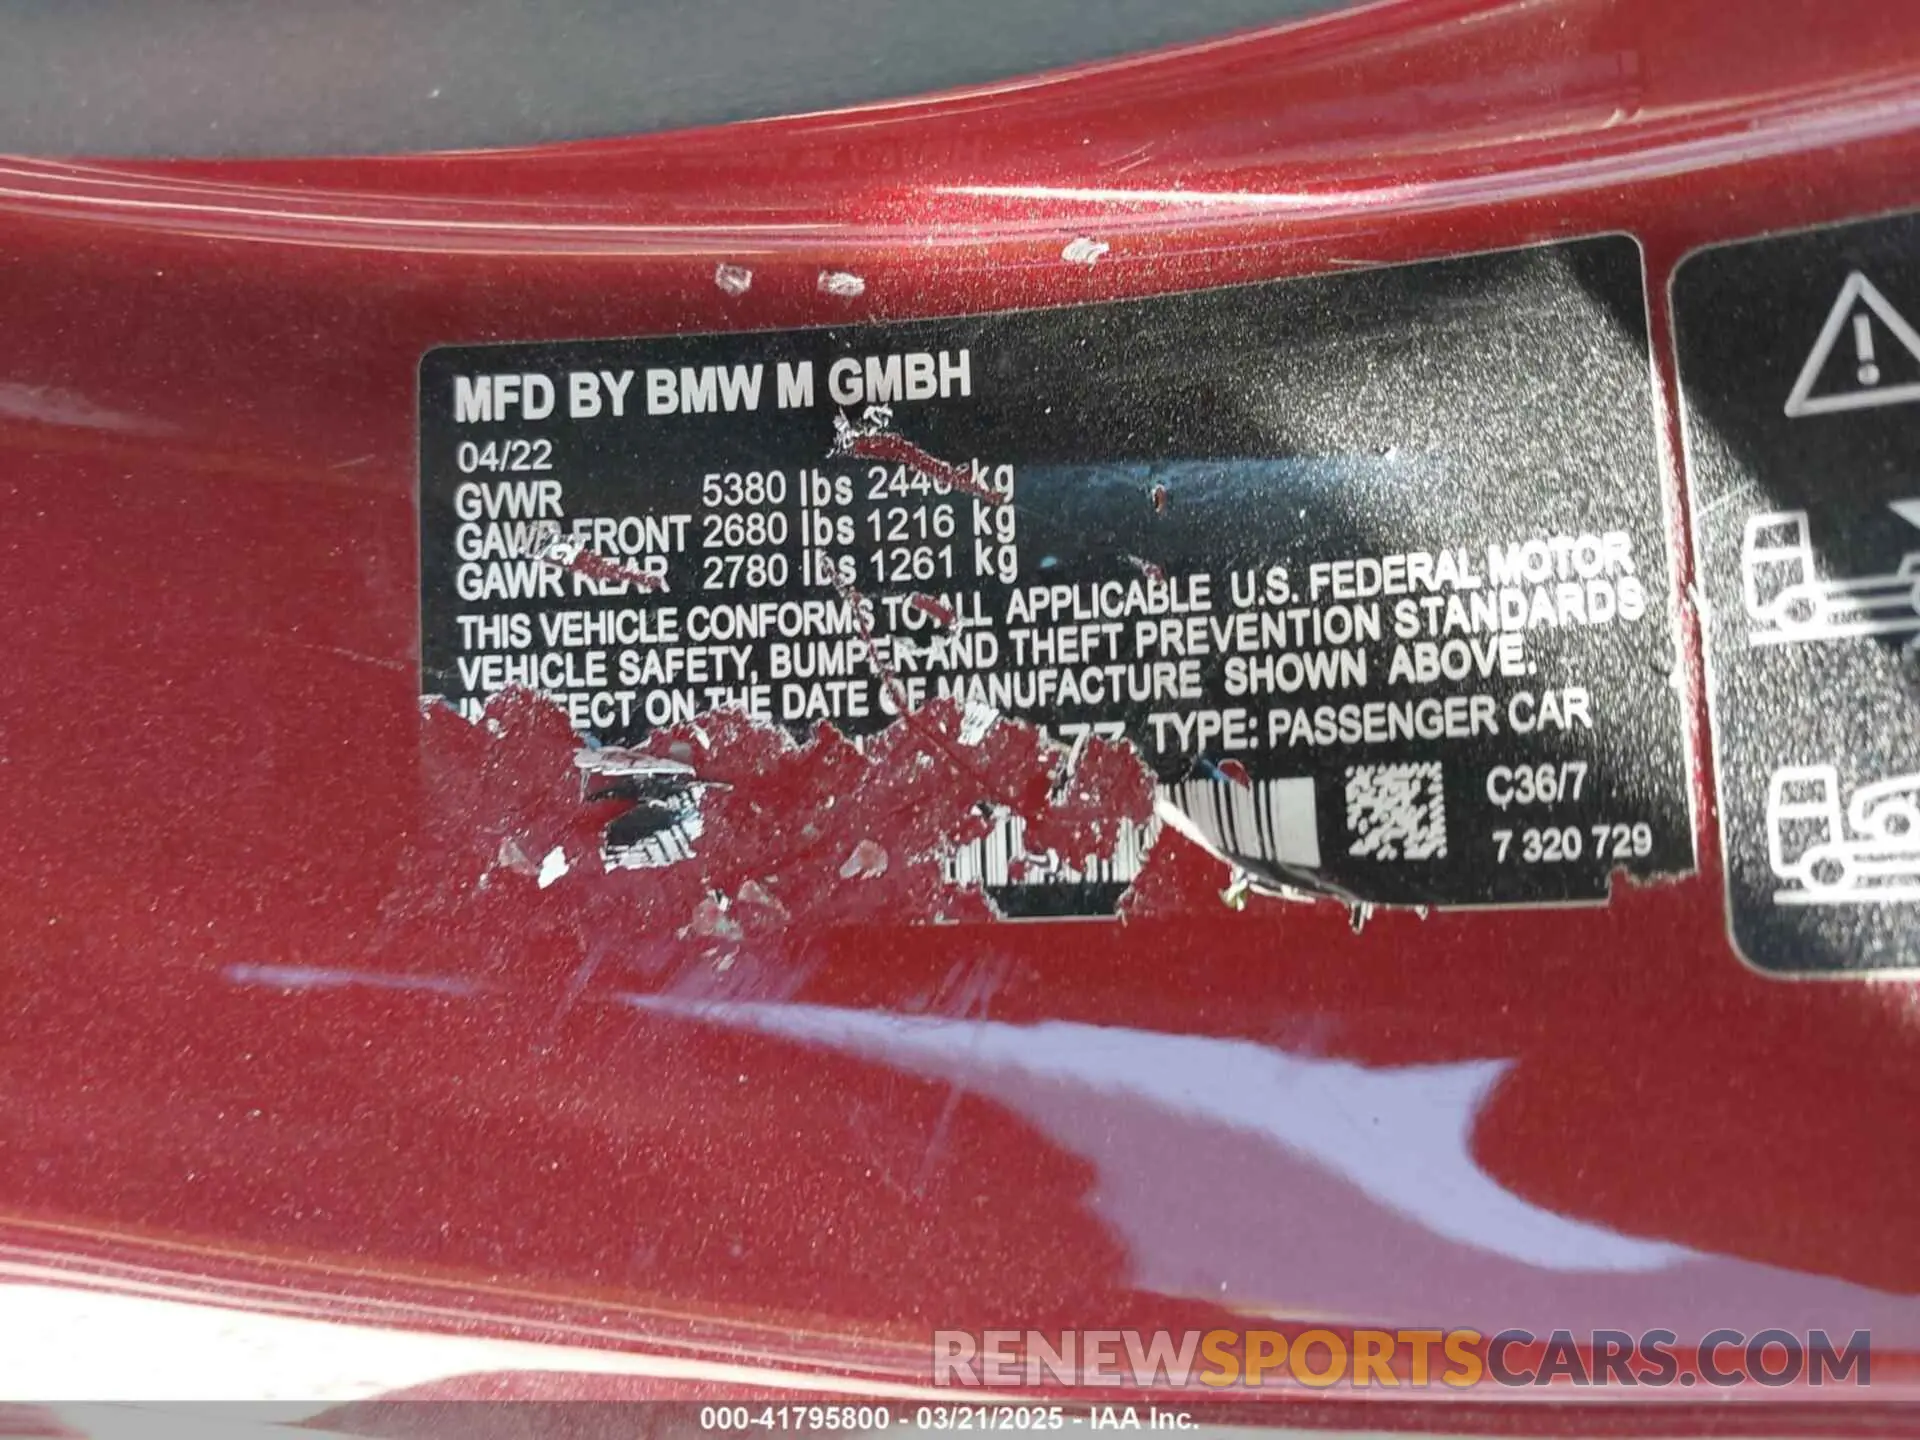 MFD BY BMW M GMBH
04/22
GVWR 5380 lbs 2440 kg
GAWR FRONT 2680 lbs 1216 kg
GAWR REAR 2780 lbs 1261 kg
THIS VEHICLE CONFORMS TO ALL APPLICABLE U.S. FEDERAL MOTOR
VEHICLE SAFETY, BUMPER AND THEFT PREVENTION STANDARDS
IN EFFECT ON THE DATE OF MANUFACTURE SHOWN ABOVE.
TYPE: PASSENGER CAR
C36/7
7 320 729
RENEWSPORTSCARS.COM
000-41795800 - 03/21/2025 - IAA Inc.